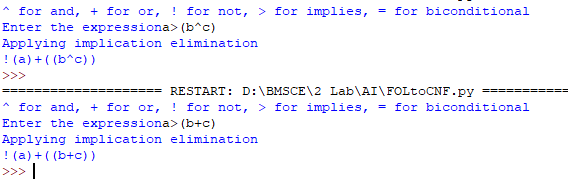 ^ for and, + for or, ! for not, > for implies, = for biconditional
Enter the expressiona>(b^c)
Applying implication elimination
!(a)+((b^c))
>>>
==================== RESTART: D:\BMSCE\2 Lab\AI\FOLtoCNF.py ===========
^ for and, + for or, ! for not, > for implies, = for biconditional
Enter the expressiona>(b+c)
Applying implication elimination
!(a)+((b+c))
>>>